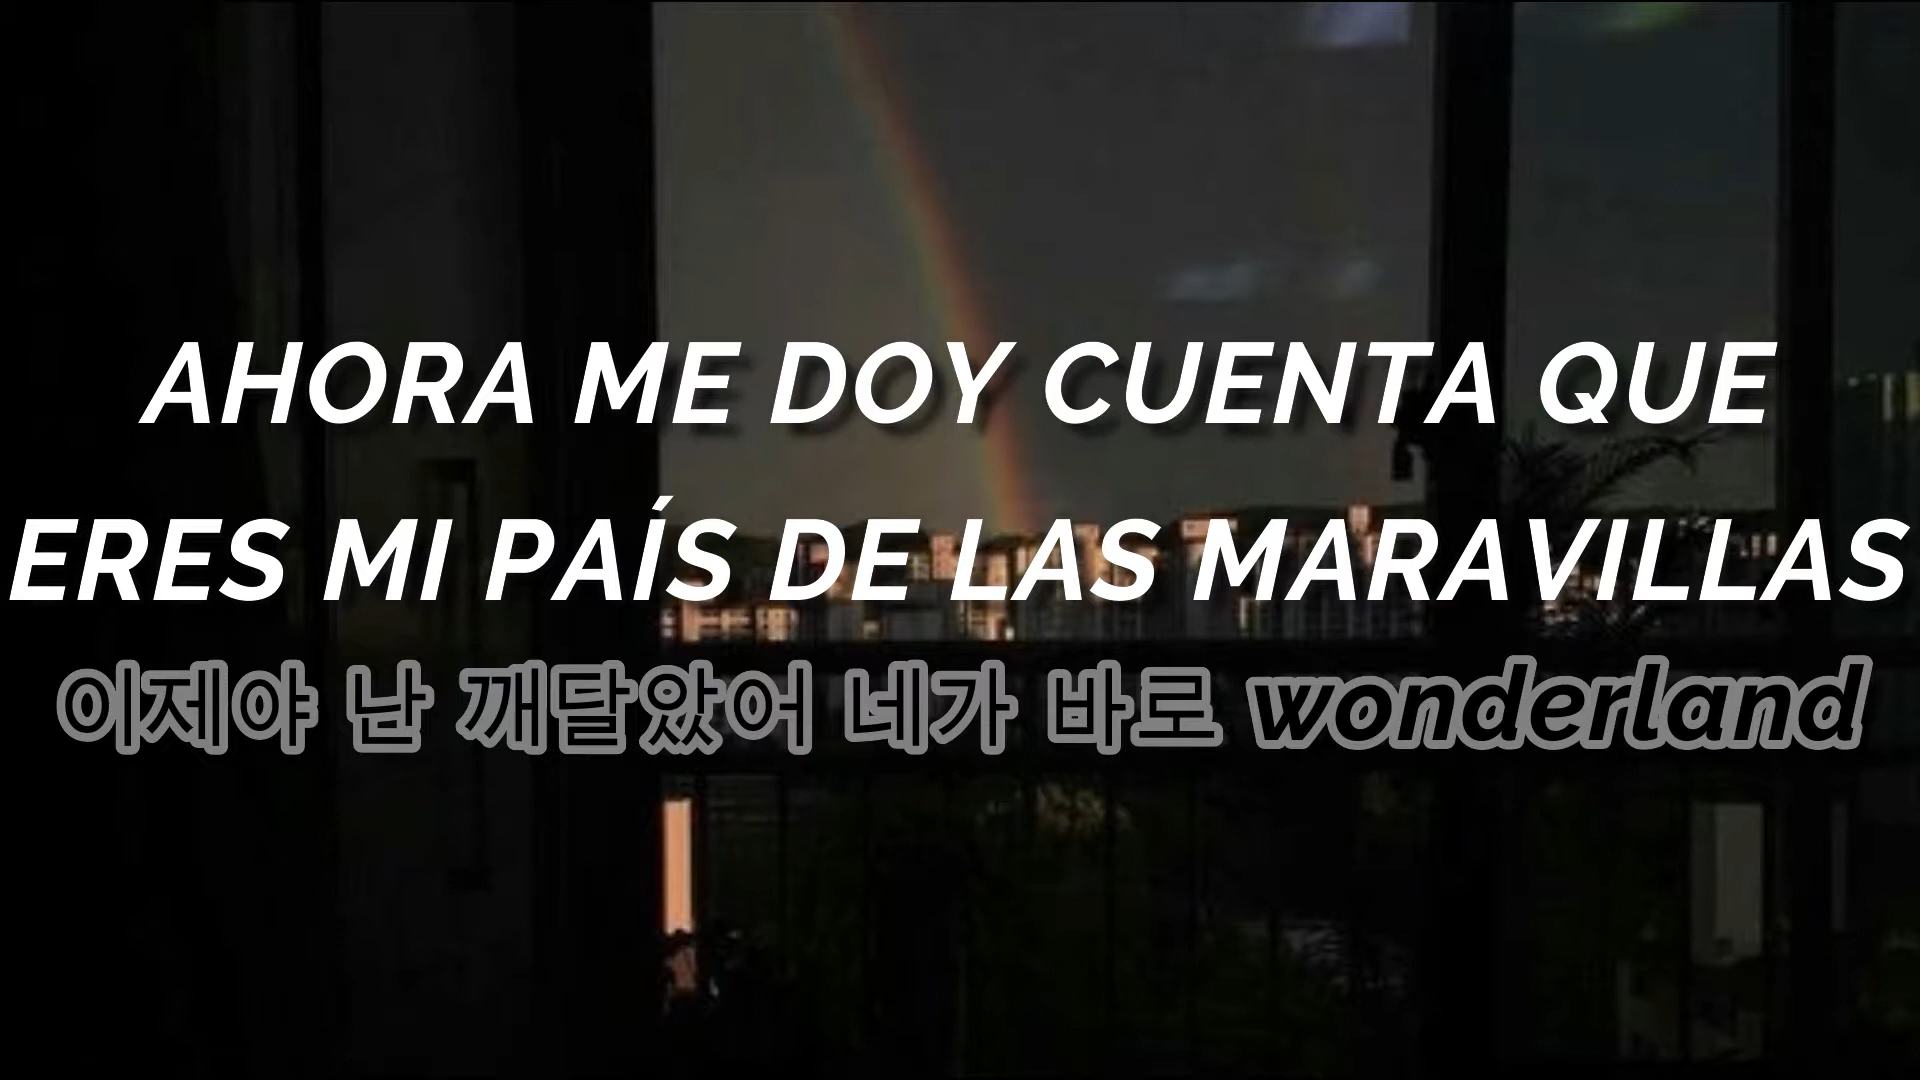 AHORA ME DOY CUENTA QUE
ERES MI PAÍS DE LAS MARAVILLAS
이제야 난 깨달았어 네가 바로 wonderland